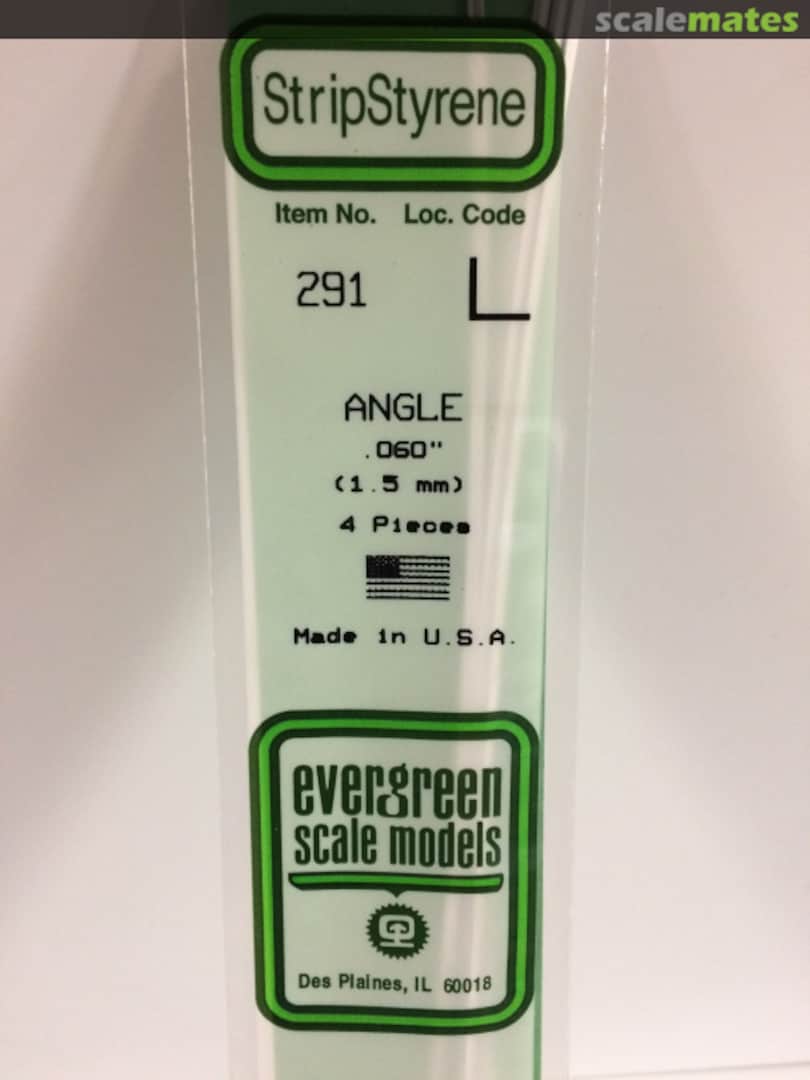 scalemates
StripStyrene
Item No. Loc. Code
291 L
ANGLE
.060"
(1.5 mm)
4 Pieces
Made in U.S.A.
evergreen
scale models
Des Plaines, IL 60018